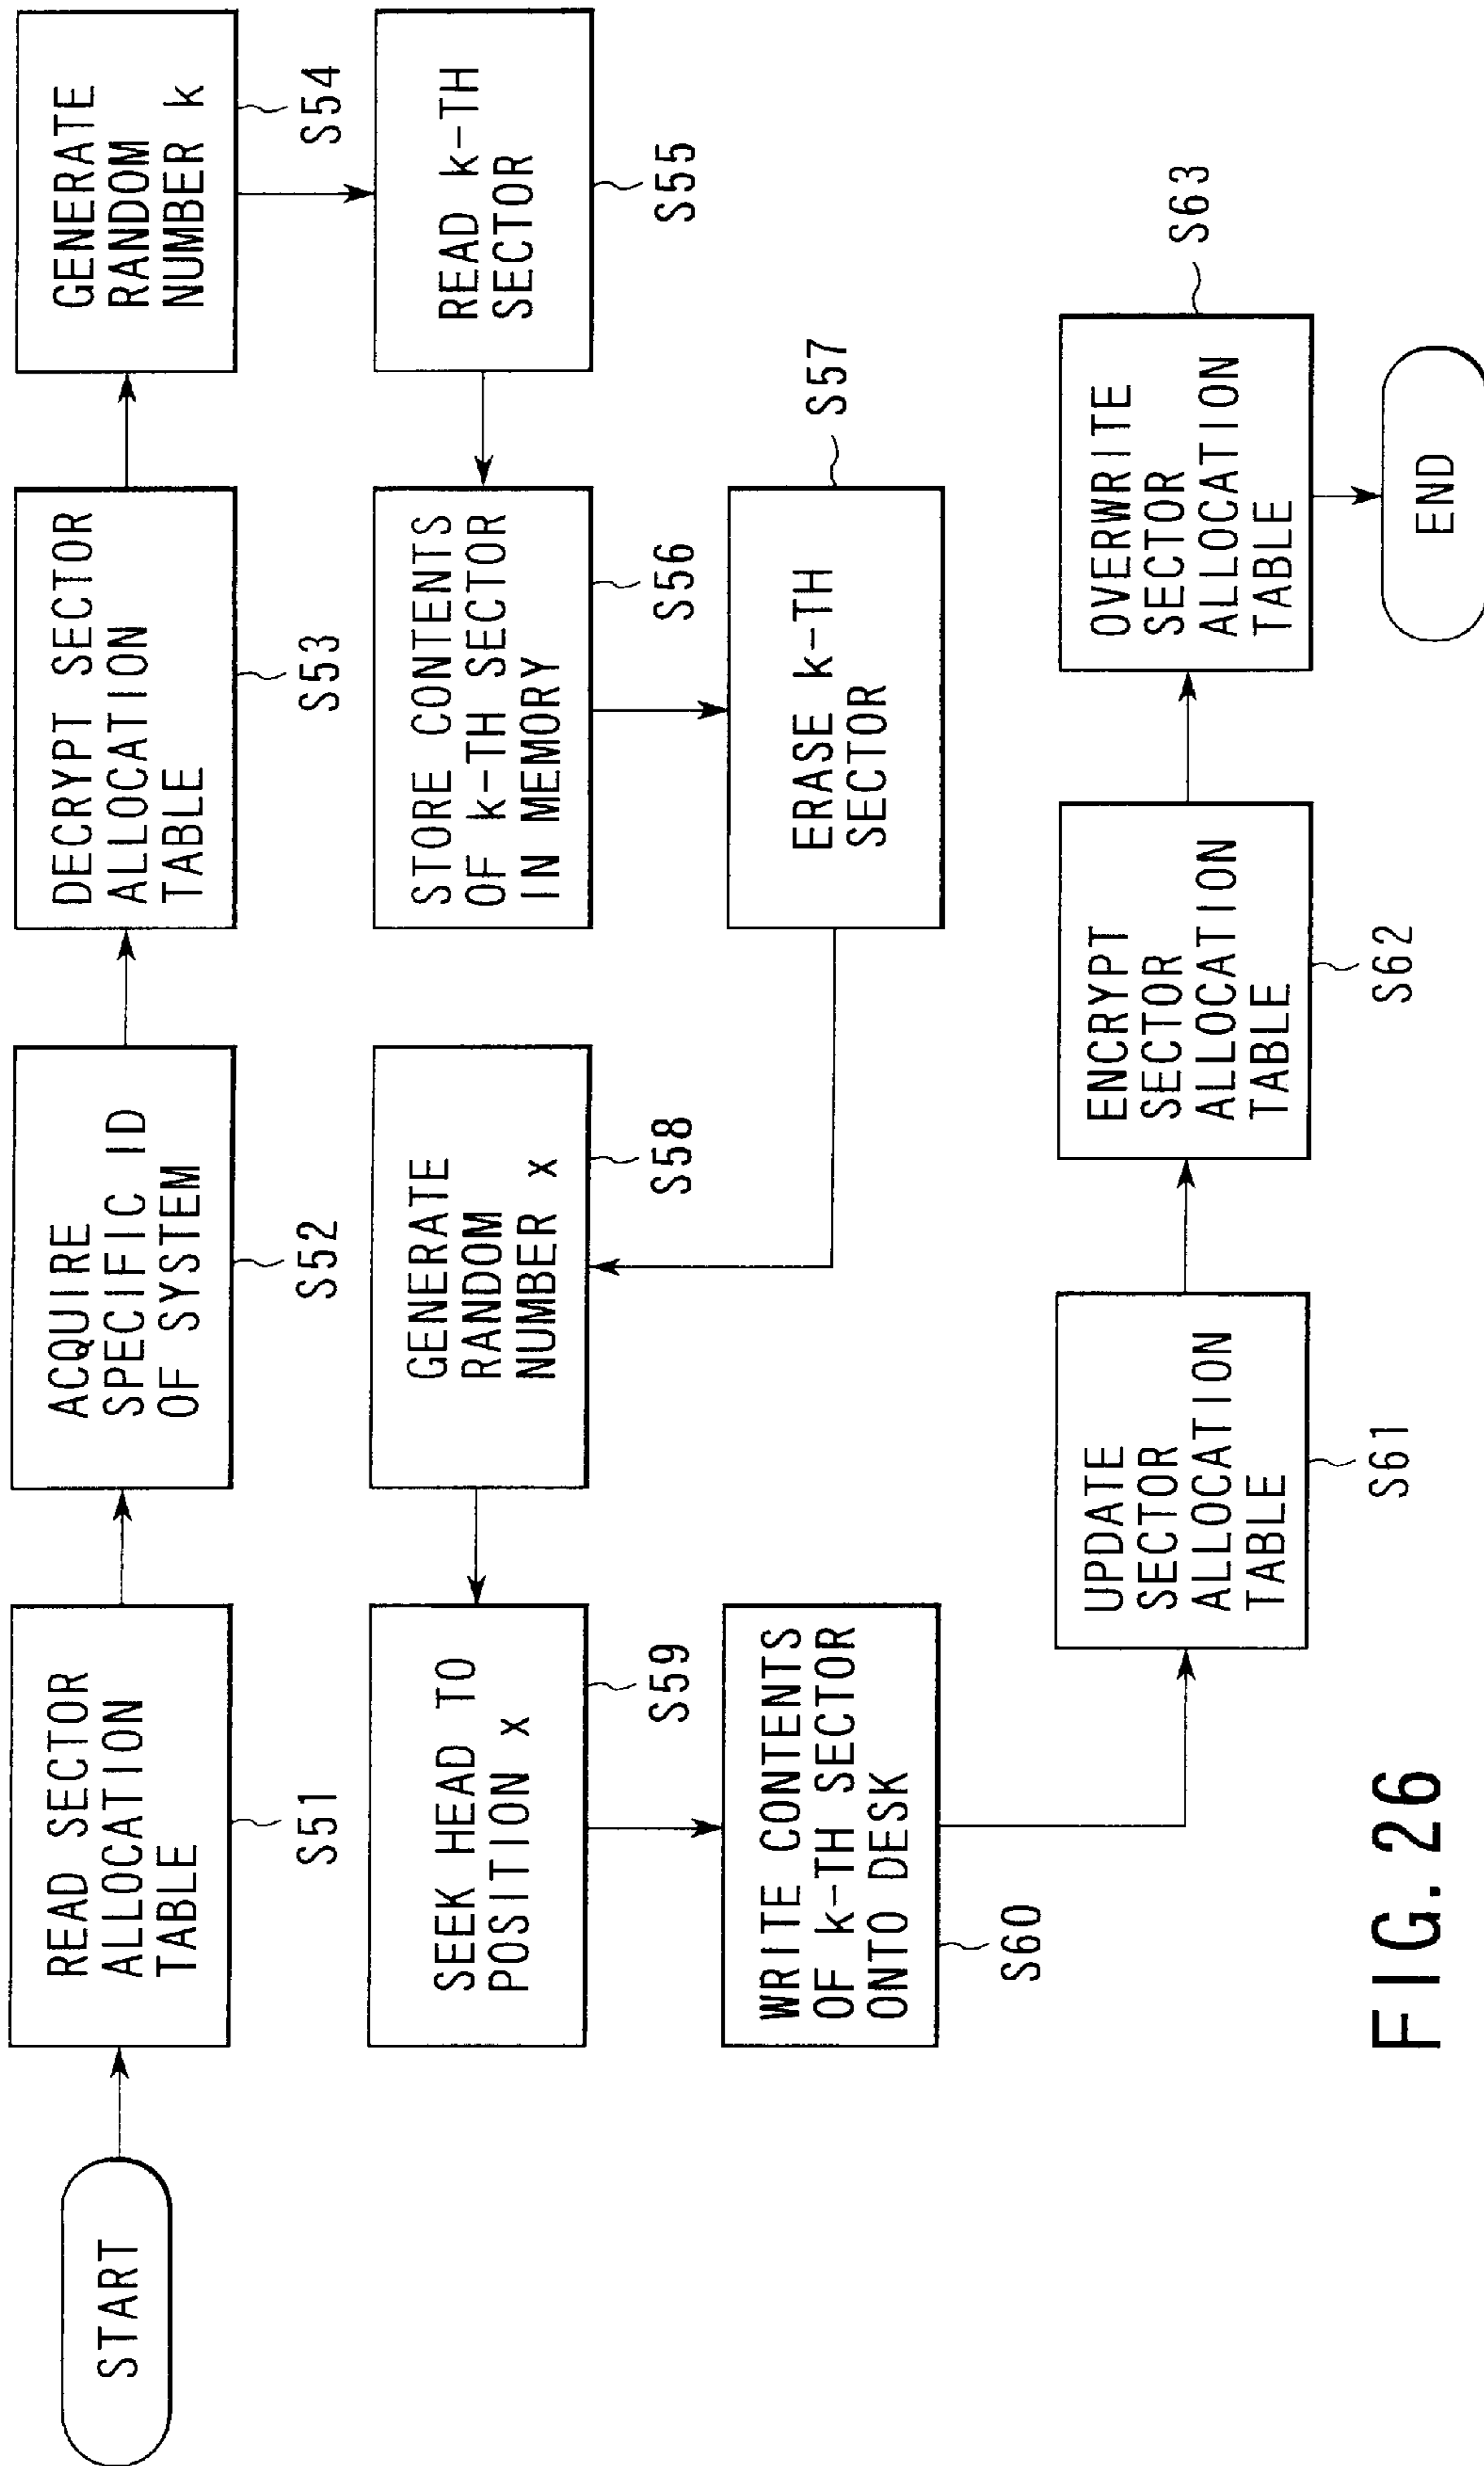 START
READ SECTOR
ALLOCATION
TABLE
S51
ACQUIRE
SPECIFIC ID
OF SYSTEM
S52
DECRYPT SECTOR
ALLOCATION
TABLE
S53
GENERATE
RANDOM
NUMBER k
S54
READ k-TH
SECTOR
S55
STORE CONTENTS
OF k-TH SECTOR
IN MEMORY
S56
ERASE k-TH
SECTOR
S57
GENERATE
RANDOM
NUMBER x
S58
SEEK HEAD TO
POSITION x
S59
WRITE CONTENTS
OF k-TH SECTOR
ONTO DESK
S60
UPDATE
SECTOR
ALLOCATION
TABLE
S61
ENCRYPT
SECTOR
ALLOCATION
TABLE
S62
OVERWRITE
SECTOR
ALLOCATION
TABLE
S63
END
FIG. 26